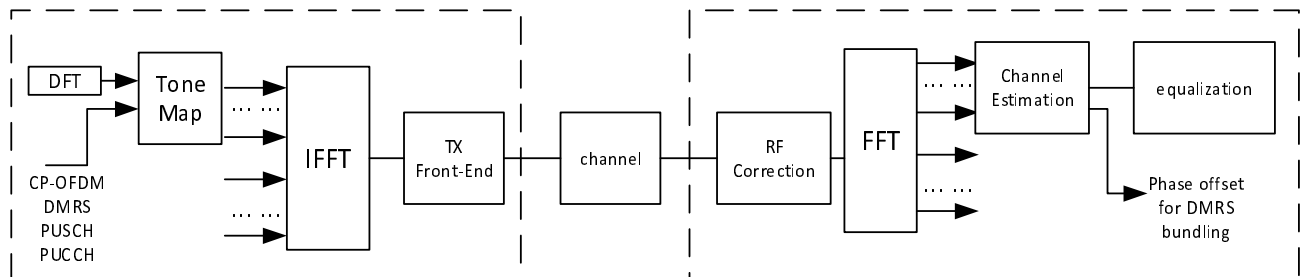 DFT
Tone
Map
... ...
... ...
CP-OFDM
DMRS
PUSCH
PUCCH
IFFT
TX
Front-End
channel
RF
Correction
FFT
... ...
... ...
Channel
Estimation
equalization
Phase offset
for DMRS
bundling